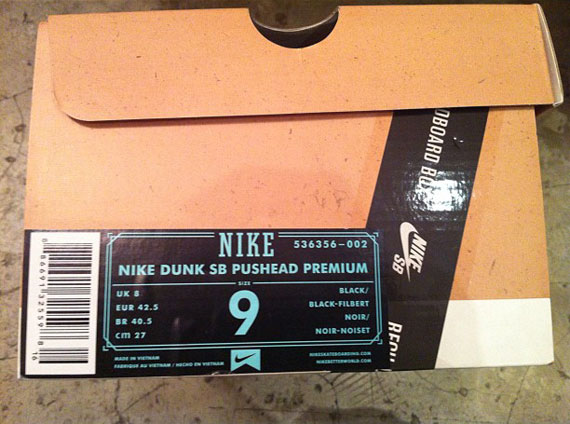 OBOARD BO
NIKE
SB
REDU
NIKE 536356-002
NIKE DUNK SB PUSHEAD PREMIUM
UK 8
EUR 42.5
BR 40.5
cm 27
SIZE
9
BLACK/
BLACK-FILBERT
NOIR/
NOIR-NOISET
MADE IN VIETNAM
FABRIQUE AU VIETNAM / HECHO EN VIETNAM
NIKESKATEBOARDING.COM
NIKEBETTERWORLD.COM